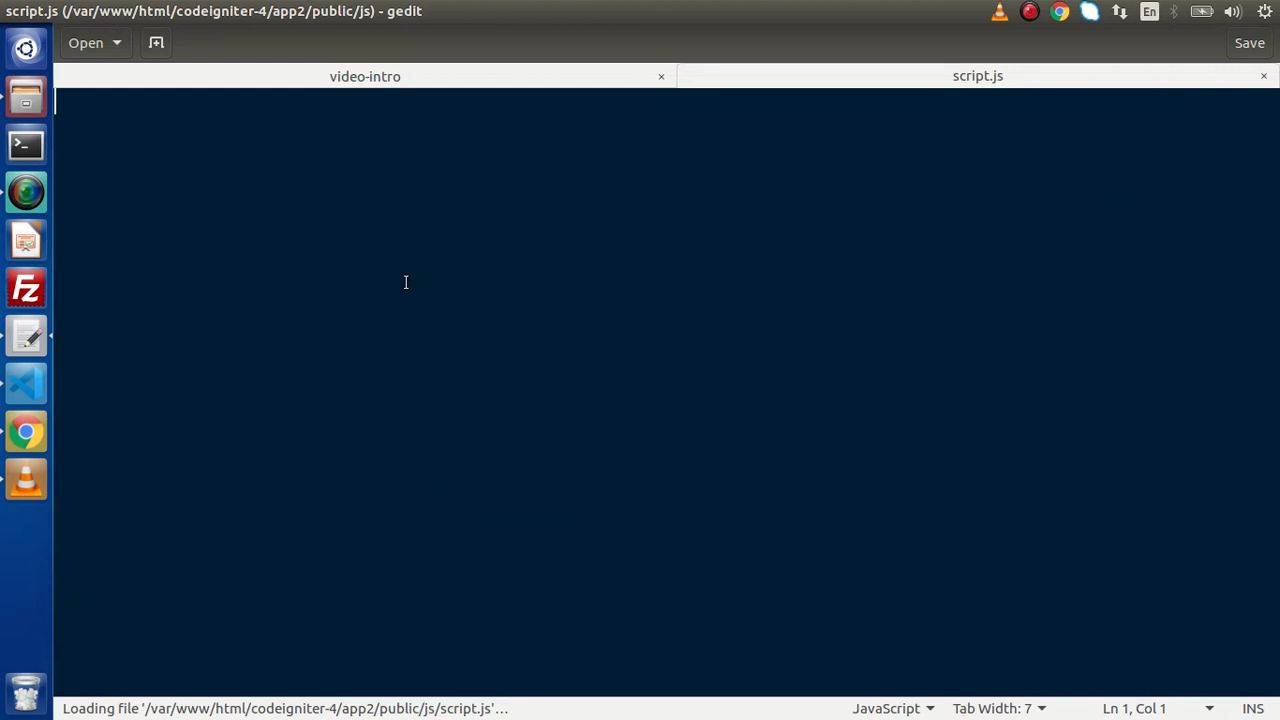 script.js (/var/www/html/codeigniter-4/app2/public/js) - gedit
En
Open
Save
video-intro
script.js
Fz
Loading file '/var/www/html/codeigniter-4/app2/public/js/script.js'…
JavaScript
Tab Width: 7
Ln 1, Col 1
INS